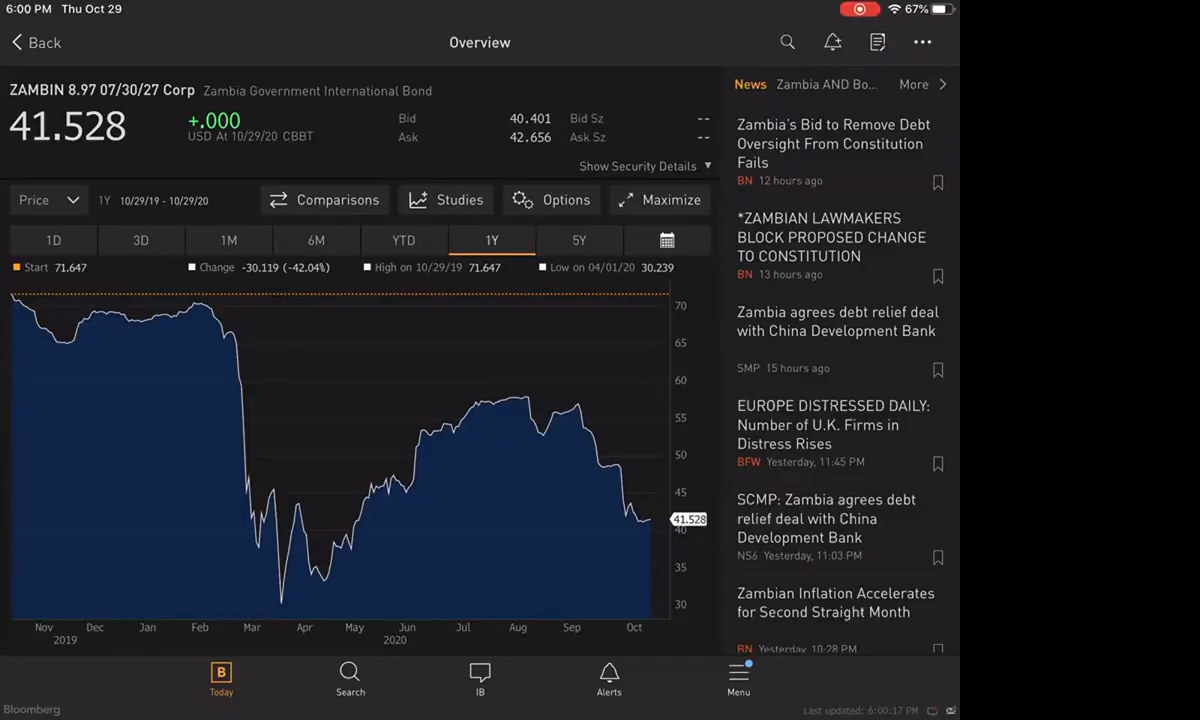 6:00 PM Thu Oct 29
67%
Back
Overview
ZAMBIN 8.97 07/30/27 Corp Zambia Government International Bond
41.528
+.000
USD At 10/29/20 CBBT
Bid 40.401 Bid Sz --
Ask 42.656 Ask Sz --
Show Security Details
Price 1Y 10/29/19 - 10/29/20 Comparisons Studies Options Maximize
1D 3D 1M 6M YTD 1Y 5Y
Start 71.647 Change -30.119 (-42.04%) High on 10/29/19 71.647 Low on 04/01/20 30.239
70
65
60
55
50
45
41.528
40
35
30
Nov Dec Jan Feb Mar Apr May Jun Jul Aug Sep Oct
2019 2020
News Zambia AND Bo... More
Zambia's Bid to Remove Debt
Oversight From Constitution
Fails
BN 12 hours ago
*ZAMBIAN LAWMAKERS
BLOCK PROPOSED CHANGE
TO CONSTITUTION
BN 13 hours ago
Zambia agrees debt relief deal
with China Development Bank
SMP 15 hours ago
EUROPE DISTRESSED DAILY:
Number of U.K. Firms in
Distress Rises
BFW Yesterday, 11:45 PM
SCMP: Zambia agrees debt
relief deal with China
Development Bank
NS6 Yesterday, 11:03 PM
Zambian Inflation Accelerates
for Second Straight Month
BN Yesterday, 10:28 PM
B
Today Search IB Alerts Menu
Bloomberg
Last updated: 6:00:17 PM